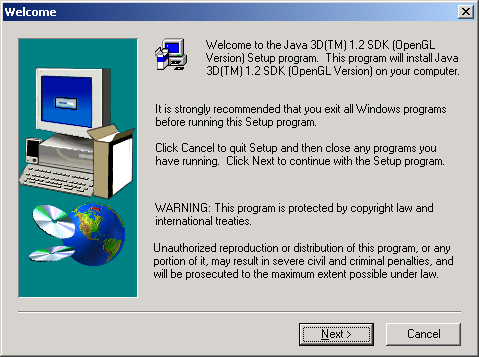 Welcome
Welcome to the Java 3D(TM) 1.2 SDK (OpenGL
Version) Setup program. This program will install Java
3D(TM) 1.2 SDK (OpenGL Version) on your computer.
It is strongly recommended that you exit all Windows programs
before running this Setup program.
Click Cancel to quit Setup and then close any programs you
have running. Click Next to continue with the Setup program.
WARNING: This program is protected by copyright law and
international treaties.
Unauthorized reproduction or distribution of this program, or any
portion of it, may result in severe civil and criminal penalties, and
will be prosecuted to the maximum extent possible under law.
Next > Cancel